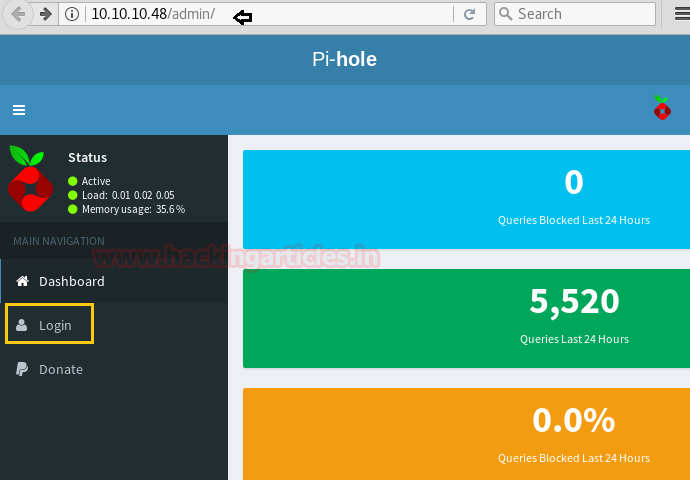 10.10.10.48/admin/
Search
Pi-hole
Status
Active
Load: 0.01 0.02 0.05
Memory usage: 35.6 %
MAIN NAVIGATION
www.hackingarticles.in
Dashboard
Login
Donate
0
Queries Blocked Last 24 Hours
5,520
Queries Last 24 Hours
0.0%
Queries Blocked Last 24 Hours